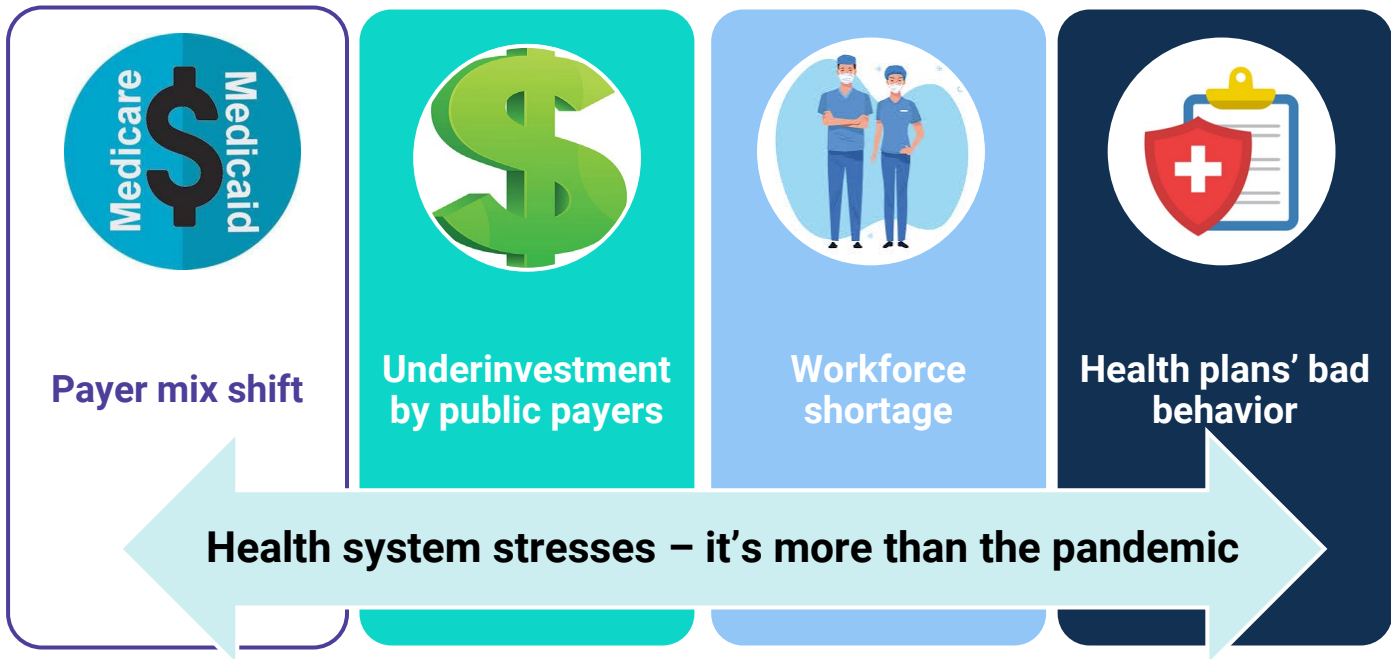 Medicare
Medicaid
Payer mix shift
Underinvestment
by public payers
Workforce
shortage
Health plans’ bad
behavior
Health system stresses – it’s more than the pandemic